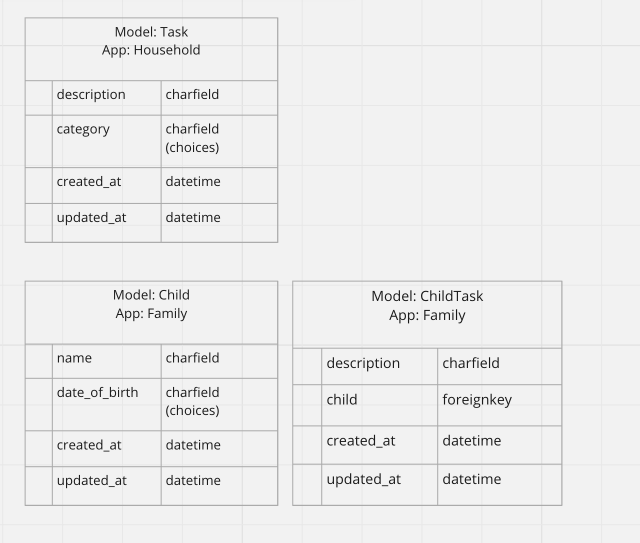 Model: Task
App: Household
description charfield
category charfield
(choices)
created_at datetime
updated_at datetime
Model: Child
App: Family
name charfield
date_of_birth charfield
(choices)
created_at datetime
updated_at datetime
Model: ChildTask
App: Family
description charfield
child foreignkey
created_at datetime
updated_at datetime